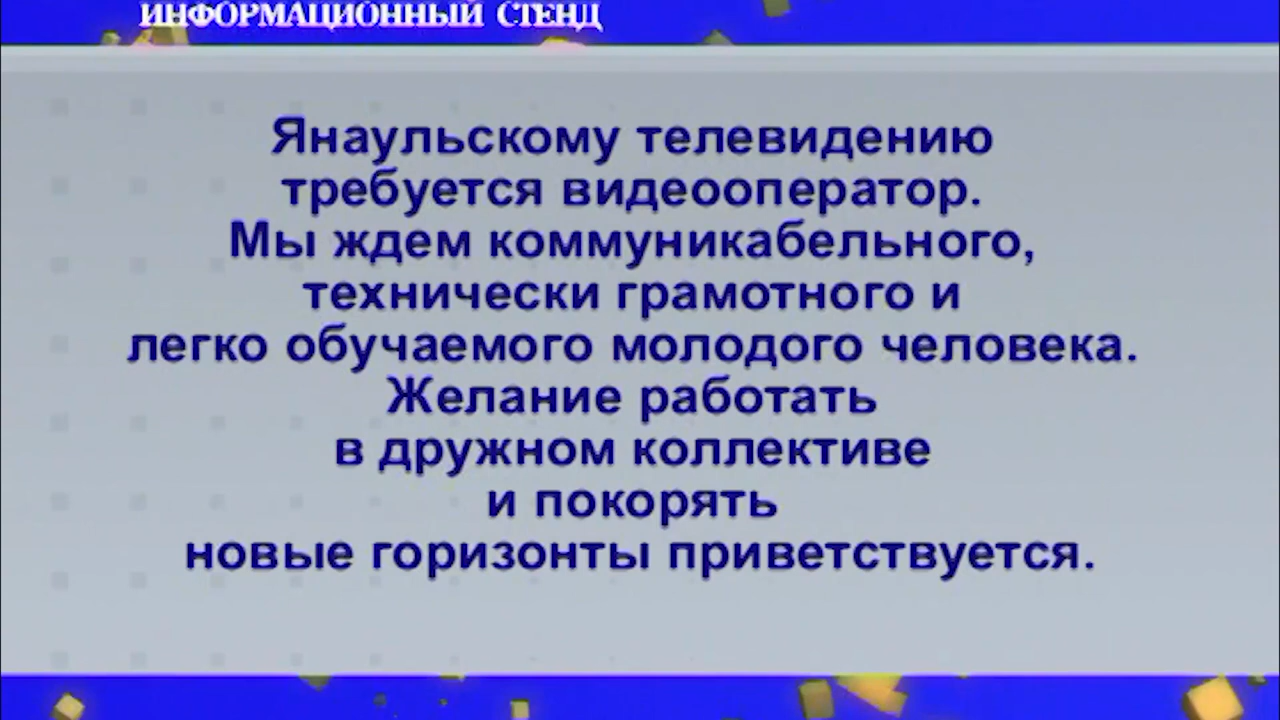 ИНФОРМАЦИОННЫЙ СТЕНД
Янаульскому телевидению
требуется видеооператор.
Мы ждем коммуникабельного,
технически грамотного и
легко обучаемого молодого человека.
Желание работать
в дружном коллективе
и покорять
новые горизонты приветствуется.